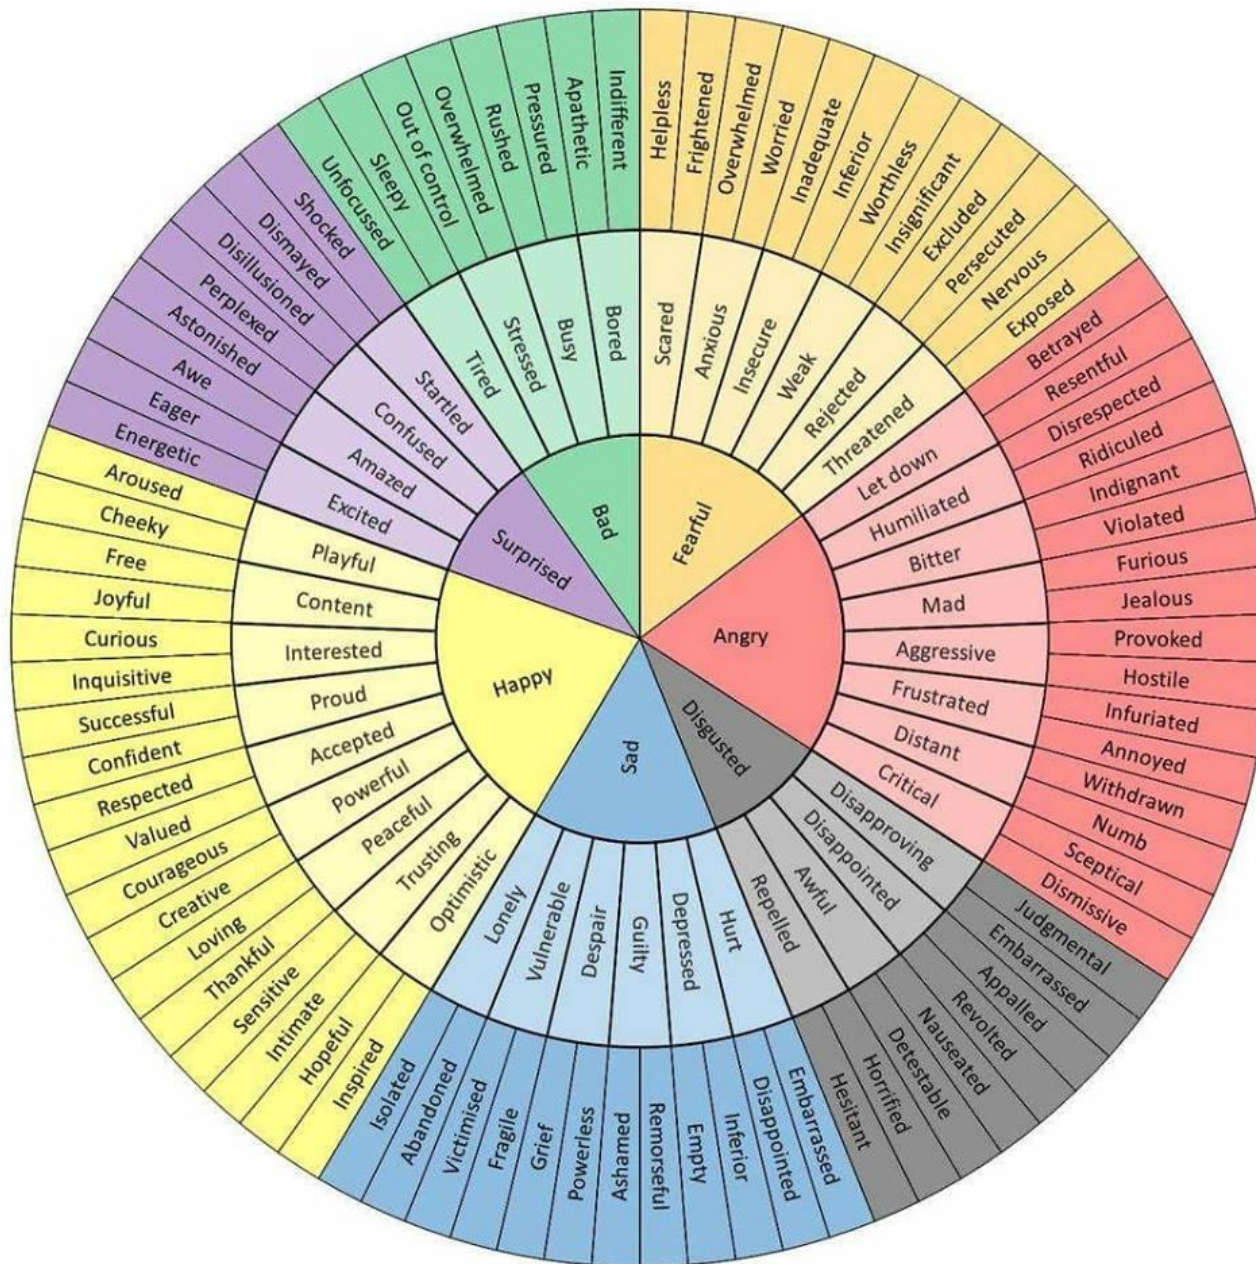 Fearful
Angry
Disgusted
Sad
Happy
Surprised
Bad
Scared
Anxious
Insecure
Weak
Rejected
Threatened
Let down
Humiliated
Bitter
Mad
Aggressive
Frustrated
Distant
Critical
Disapproving
Disappointed
Awful
Repelled
Hurt
Depressed
Guilty
Despair
Vulnerable
Lonely
Optimistic
Trusting
Peaceful
Powerful
Accepted
Proud
Interested
Content
Playful
Excited
Amazed
Confused
Startled
Tired
Stressed
Busy
Bored
Helpless
Frightened
Overwhelmed
Worried
Inadequate
Inferior
Worthless
Insignificant
Excluded
Persecuted
Nervous
Exposed
Betrayed
Resentful
Disrespected
Ridiculed
Indignant
Violated
Furious
Jealous
Provoked
Hostile
Infuriated
Annoyed
Withdrawn
Numb
Sceptical
Dismissive
Judgmental
Embarrassed
Appalled
Revolted
Nauseated
Detestable
Horrified
Hesitant
Embarrassed
Disappointed
Inferior
Empty
Remorseful
Ashamed
Powerless
Grief
Fragile
Victimised
Abandoned
Isolated
Inspired
Hopeful
Intimate
Sensitive
Thankful
Loving
Creative
Courageous
Valued
Respected
Confident
Successful
Inquisitive
Curious
Joyful
Free
Cheeky
Aroused
Energetic
Eager
Awe
Astonished
Perplexed
Disillusioned
Dismayed
Shocked
Unfocussed
Sleepy
Out of control
Overwhelmed
Rushed
Pressured
Apathetic
Indifferent